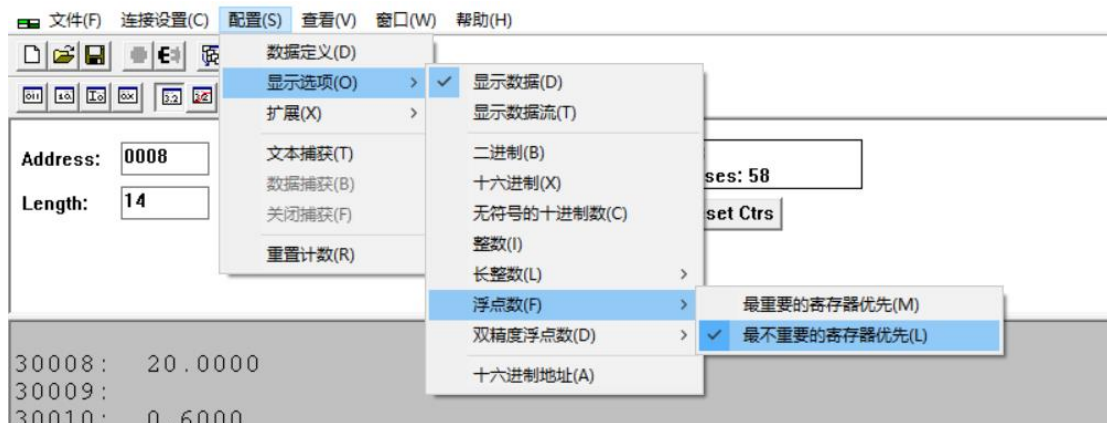 文件(F) 连接设置(C) 配置(S) 查看(V) 窗口(W) 帮助(H)
数据定义(D)
显示选项(O)
扩展(X)
文本捕获(T)
数据捕获(B)
关闭捕获(F)
重置计数(R)
显示数据(D)
显示数据流(T)
二进制(B)
十六进制(X)
无符号的十进制数(C)
整数(I)
长整数(L)
浮点数(F)
双精度浮点数(D)
十六进制地址(A)
最重要的寄存器优先(M)
最不重要的寄存器优先(L)
Address: 0008
Length: 14
ses: 58
set Ctrs
30008: 20.0000
30009:
30010: 0.6000